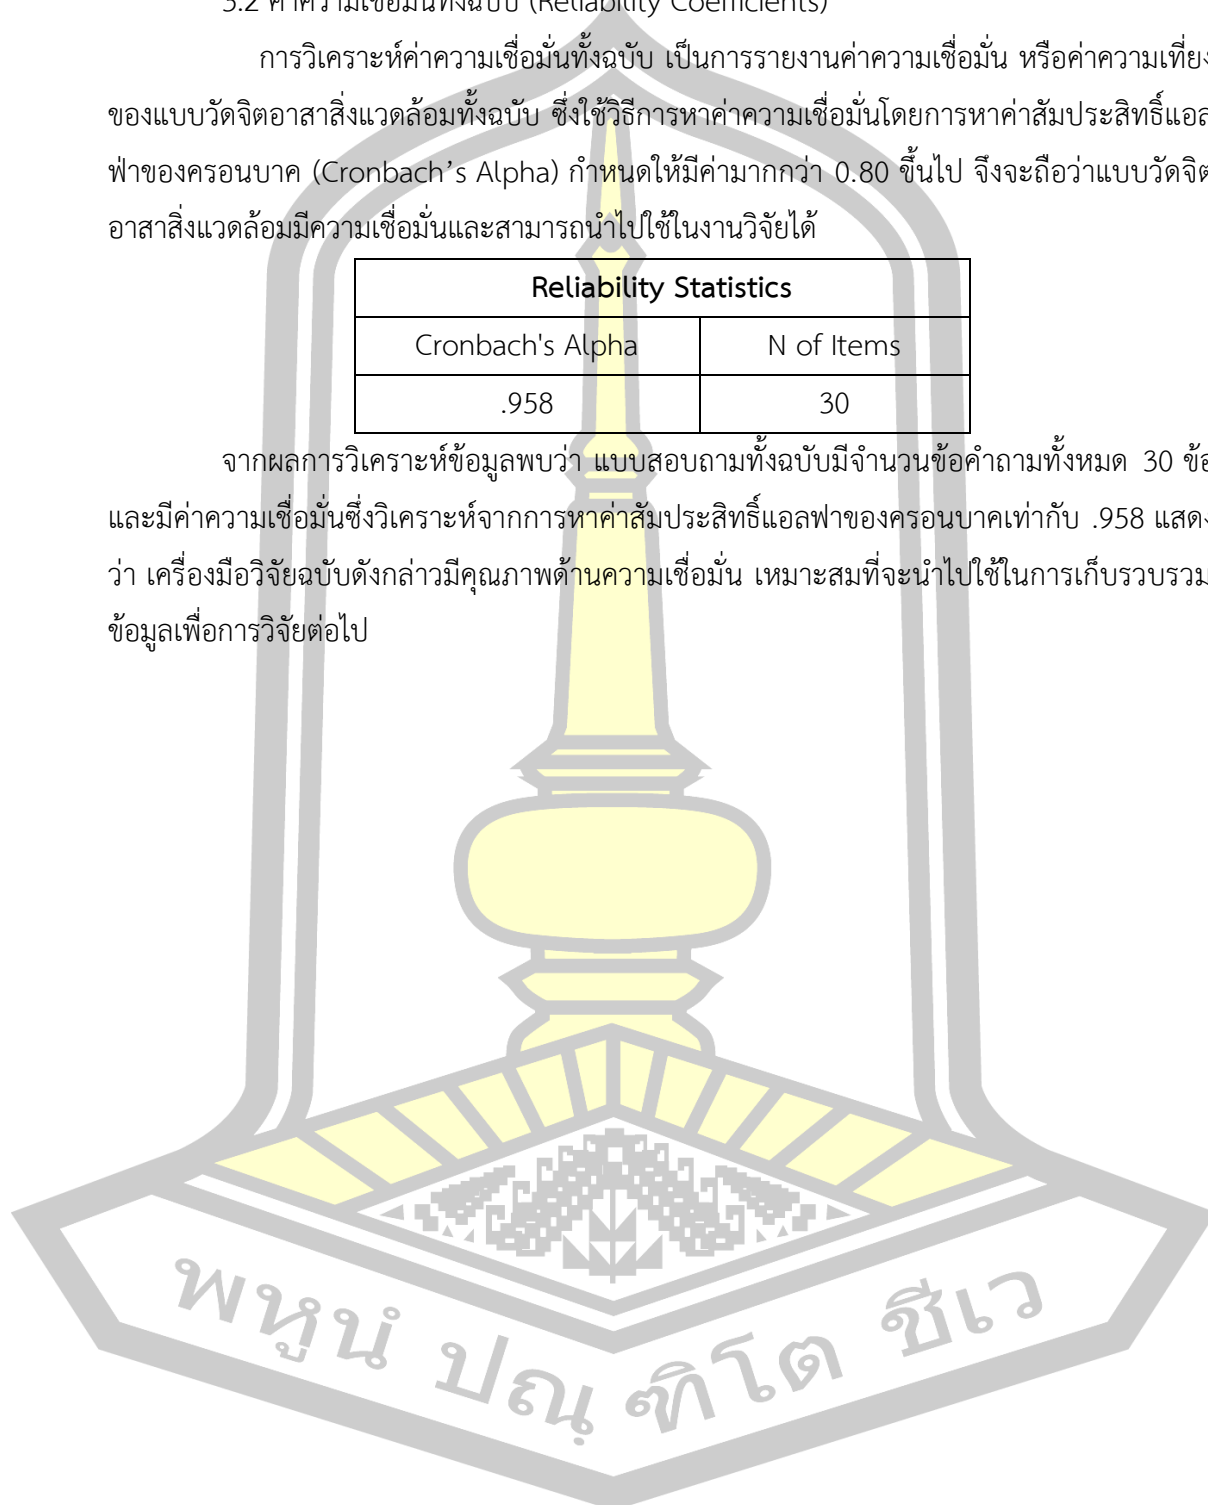 3.2 ค่าความเชื่อมั่นทั้งฉบับ (Reliability Coefficients)
การวิเคราะห์ค่าความเชื่อมั่นทั้งฉบับ เป็นการรายงานค่าความเชื่อมั่น หรือค่าความเที่ยง
ของแบบวัดจิตอาสาสิ่งแวดล้อมทั้งฉบับ ซึ่งใช้วิธีการหาค่าความเชื่อมั่นโดยการหาค่าสัมประสิทธิ์แอล
ฟาของครอนบาค (Cronbach's Alpha) กำหนดให้มีค่ามากกว่า 0.80 ขึ้นไป จึงจะถือว่าแบบวัดจิต
อาสาสิ่งแวดล้อมมีความเชื่อมั่นและสามารถนำไปใช้ในงานวิจัยได้
Reliability Statistics
Cronbach's Alpha N of Items
.958 30
จากผลการวิเคราะห์ข้อมูลพบว่า แบบสอบถามทั้งฉบับมีจำนวนข้อคำถามทั้งหมด 30 ข้อ
และมีค่าความเชื่อมั่นซึ่งวิเคราะห์จากการหาค่าสัมประสิทธิ์แอลฟาของครอนบาคเท่ากับ .958 แสดง
ว่า เครื่องมือวิจัยฉบับดังกล่าวมีคุณภาพด้านความเชื่อมั่น เหมาะสมที่จะนำไปใช้ในการเก็บรวบรวม
ข้อมูลเพื่อการวิจัยต่อไป
พหูนํ ปณฺฑิโต ชีเว